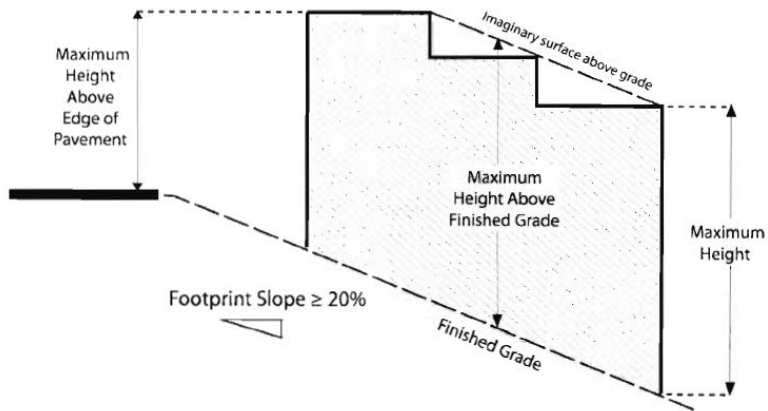 Maximum
Height
Above
Edge of
Pavement
Imaginary surface above grade
Maximum
Height Above
Finished Grade
Maximum
Height
Footprint Slope ≥ 20%
Finished Grade